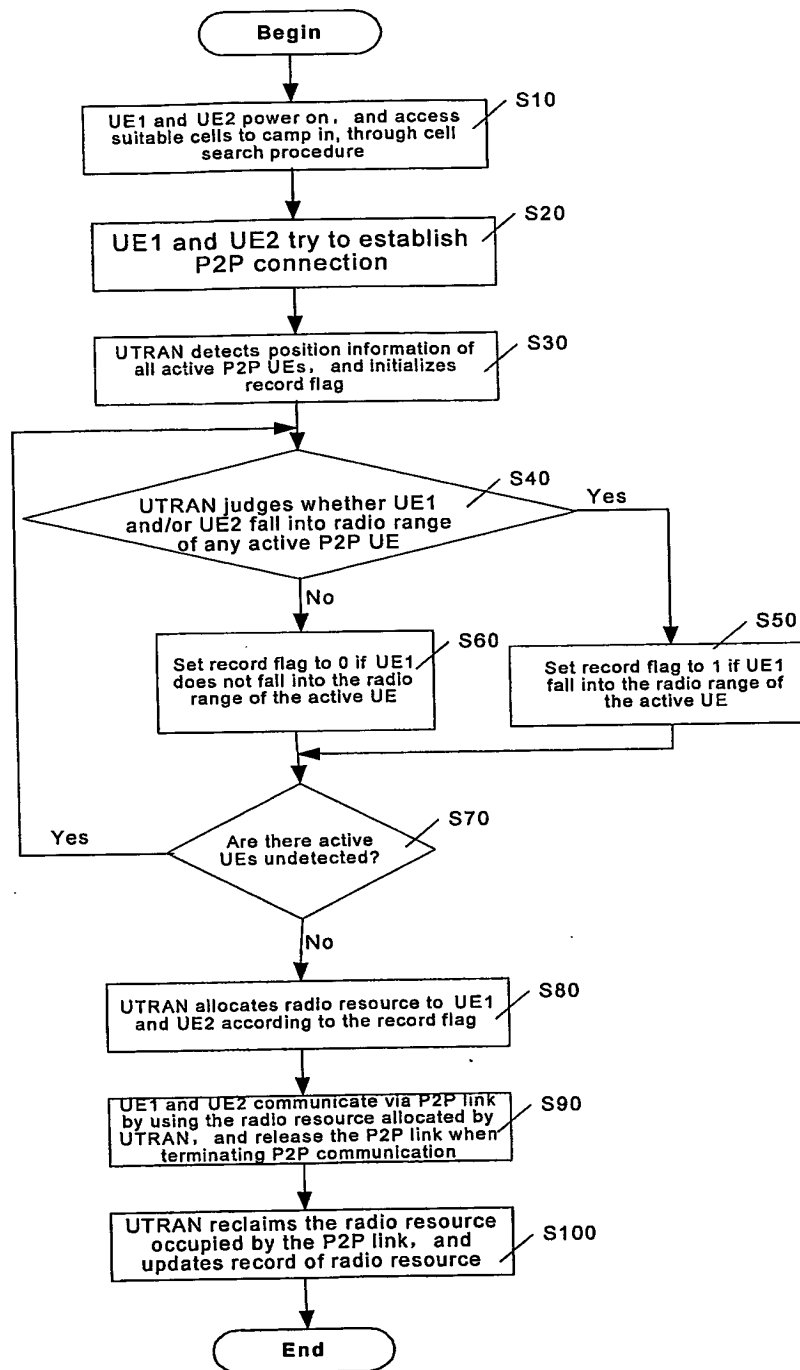 Begin
S10
UE1 and UE2 power on, and access
suitable cells to camp in, through cell
search procedure
S20
UE1 and UE2 try to establish
P2P connection
S30
UTRAN detects position information of
all active P2P UEs, and initializes
record flag
S40
UTRAN judges whether UE1
and/or UE2 fall into radio range
of any active P2P UE
Yes
No
S60
Set record flag to 0 if UE1
does not fall into the radio
range of the active UE
S50
Set record flag to 1 if UE1
fall into the radio range of
the active UE
S70
Are there active
UEs undetected?
Yes
No
S80
UTRAN allocates radio resource to UE1
and UE2 according to the record flag
S90
UE1 and UE2 communicate via P2P link
by using the radio resource allocated by
UTRAN, and release the P2P link when
terminating P2P communication
S100
UTRAN reclaims the radio resource
occupied by the P2P link, and
updates record of radio resource
End